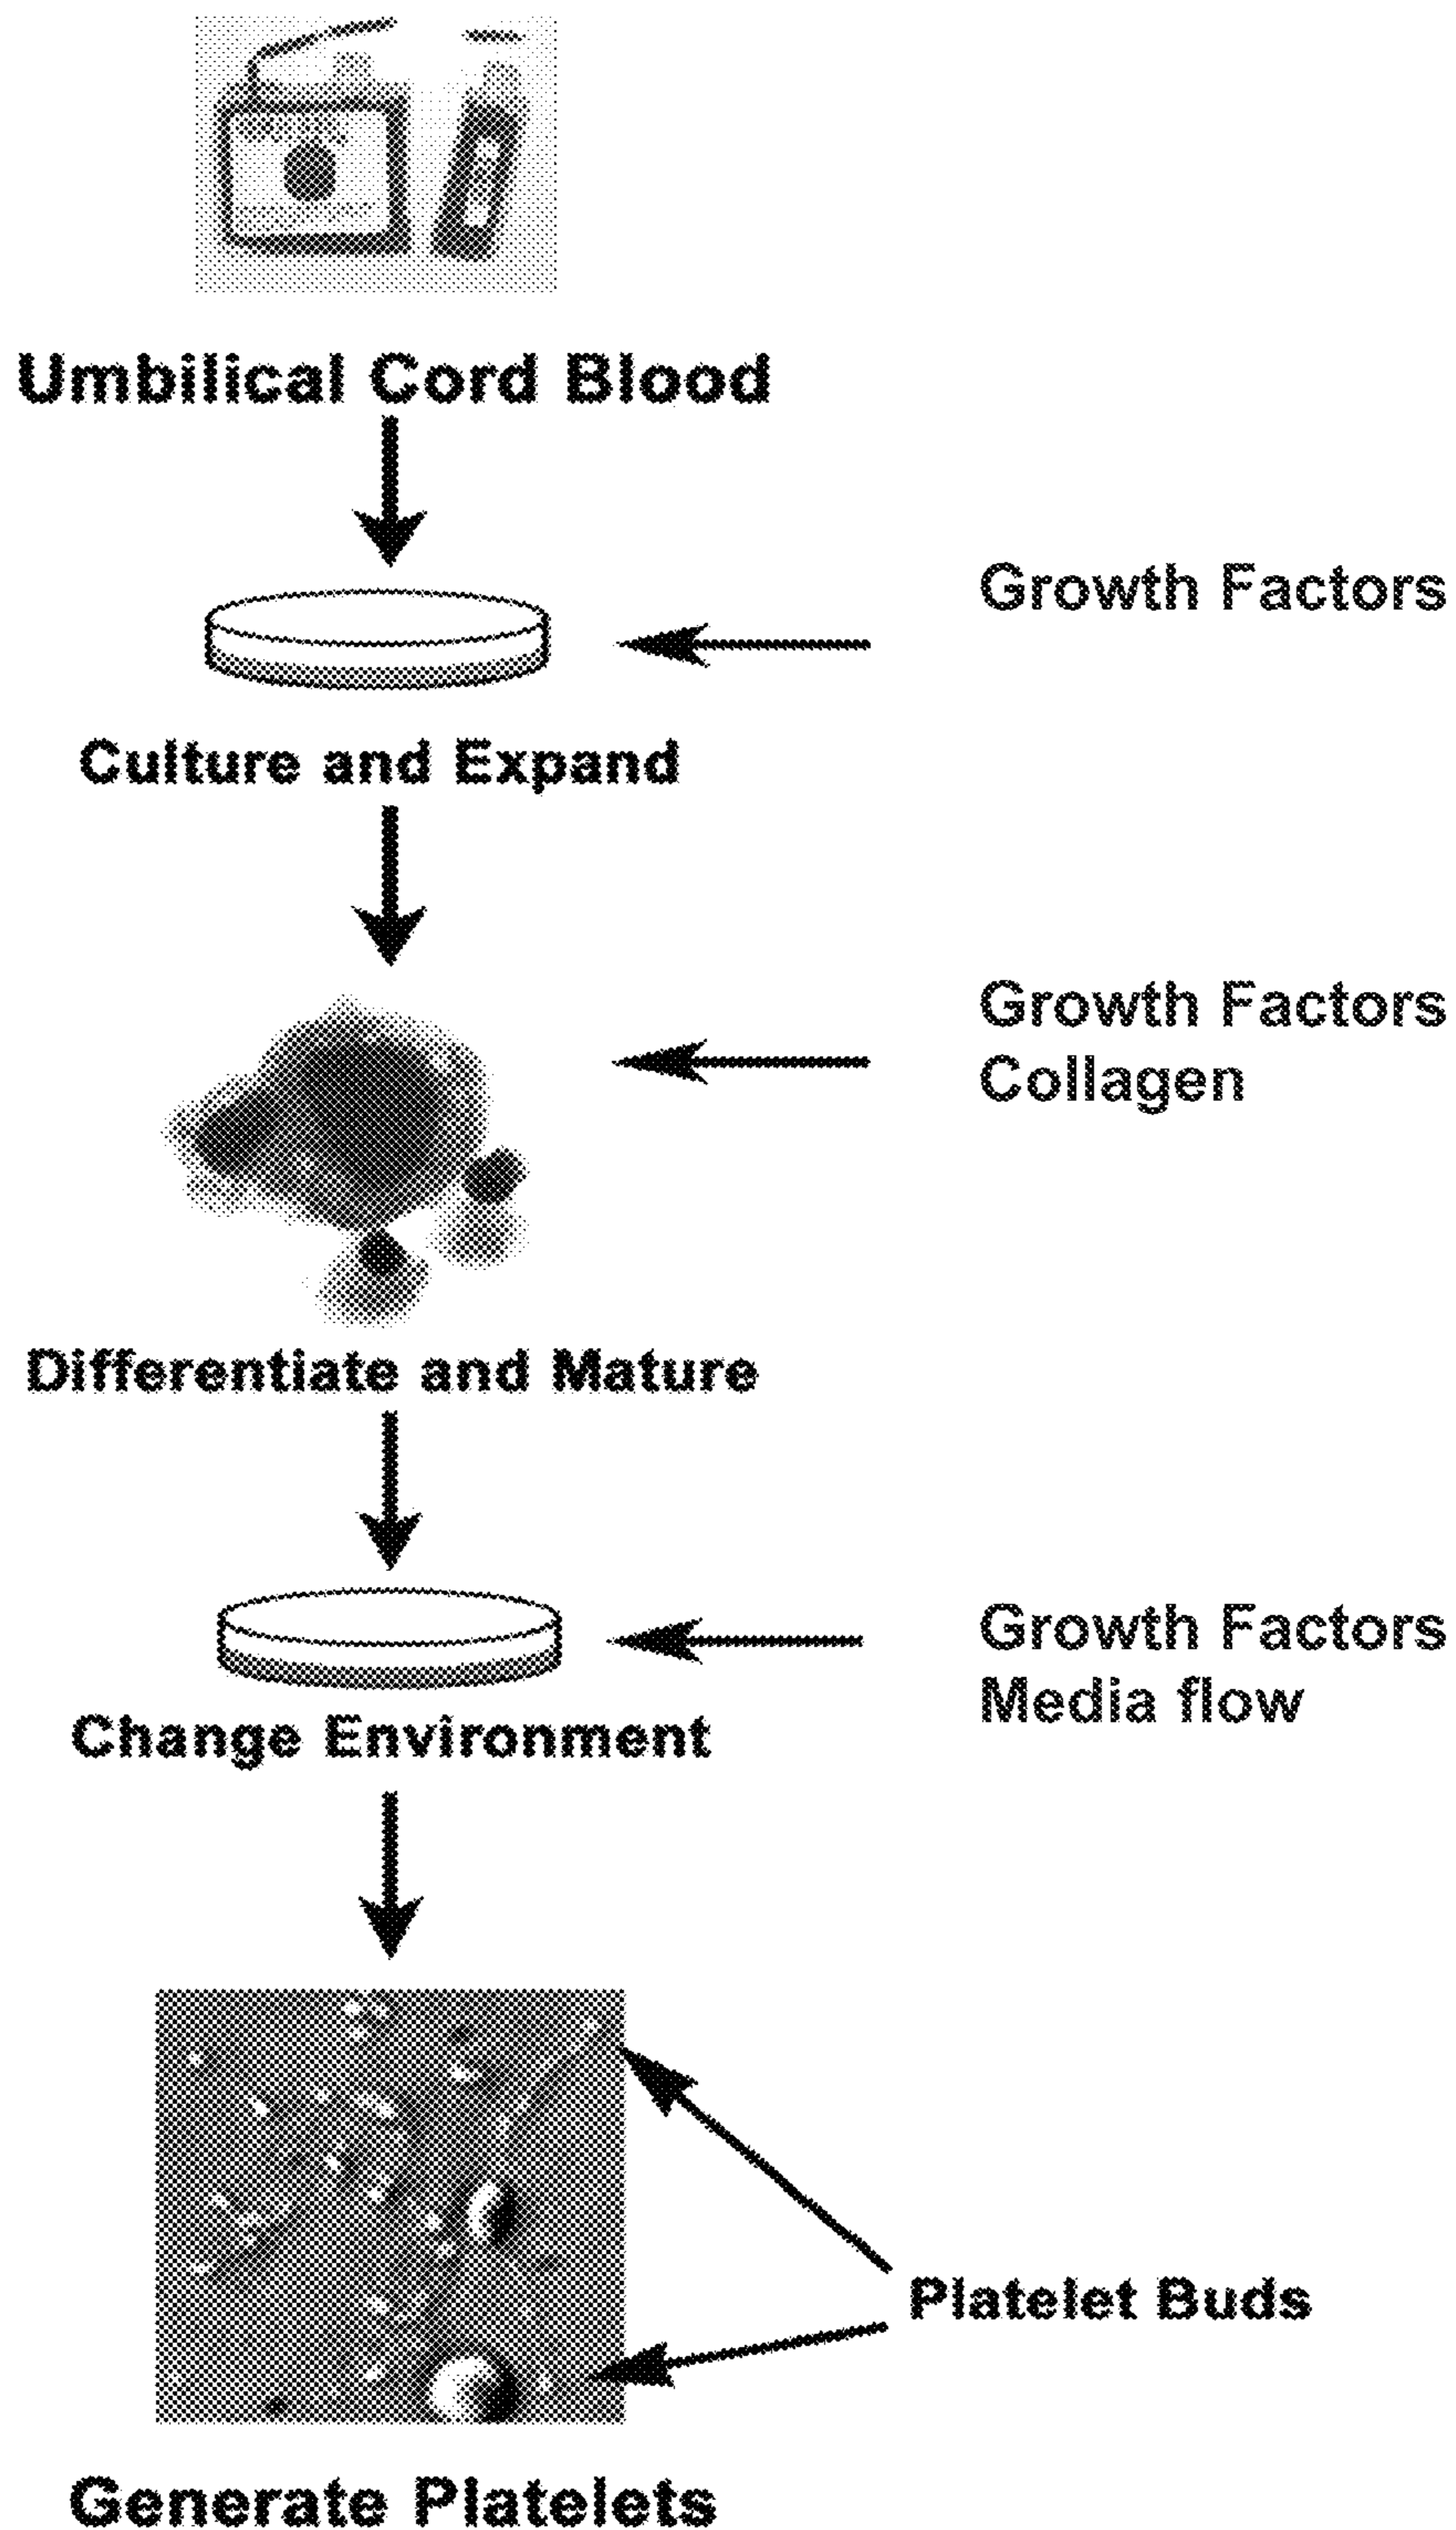 Umbilical Cord Blood
Growth Factors
Culture and Expand
Growth Factors
Collagen
Differentiate and Mature
Growth Factors
Media flow
Change Environment
Platelet Buds
Generate Platelets